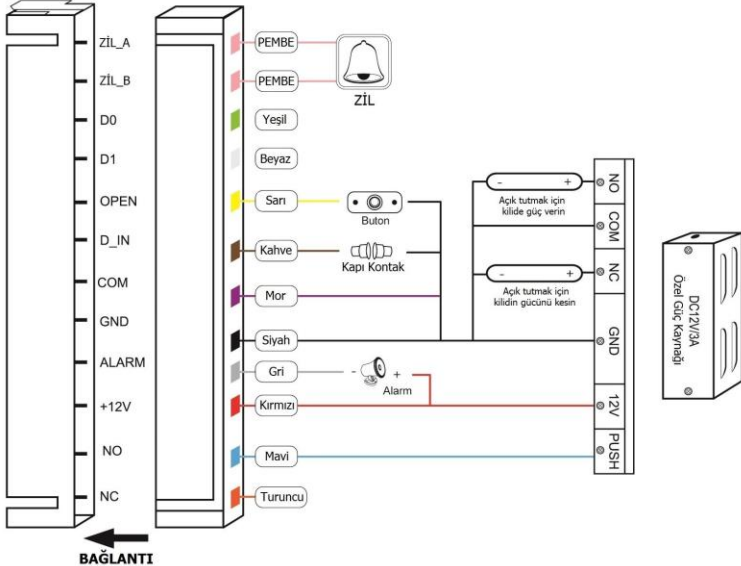 ZİL_A
ZİL_B
D0
D1
OPEN
D_IN
COM
GND
ALARM
+12V
NO
NC
BAĞLANTI
PEMBE
PEMBE
Yeşil
Beyaz
Sarı
Kahve
Mor
Siyah
Gri
Kırmızı
Mavi
Turuncu
ZİL
Buton
Kapı Kontak
- +
Alarm
- +
Açık tutmak için
kilide güç verin
- +
Açık tutmak için
kilidin gücünü kesin
NO
COM
NC
GND
12V
PUSH
DC12V/3A
Özel Güç Kaynağı